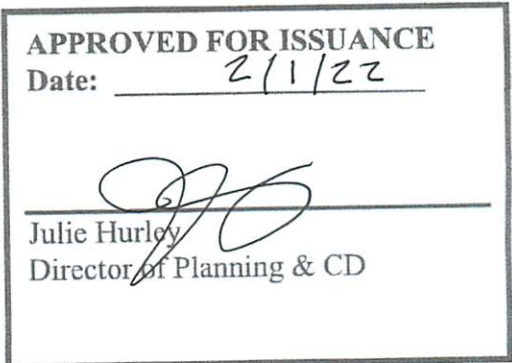 APPROVED FOR ISSUANCE
Date: 2/1/22
Julie Hurley
Director of Planning & CD